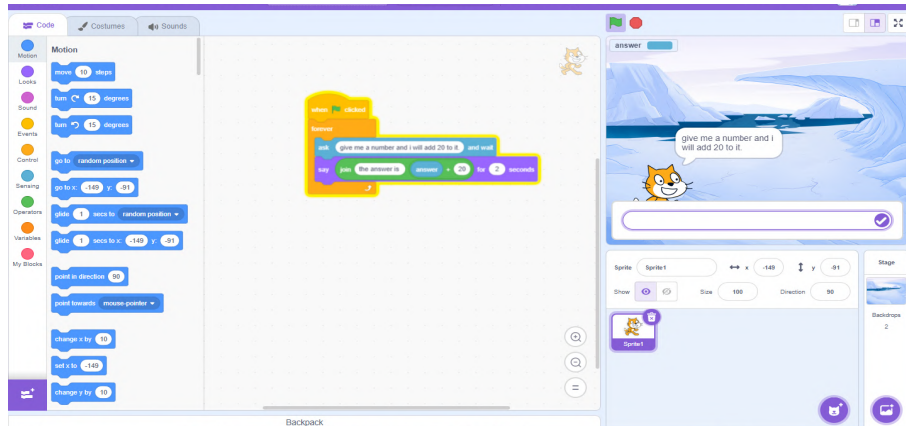 Code Costumes Sounds
Motion
Looks
Sound
Events
Control
Sensing
Operators
Variables
My Blocks
Motion
move 10 steps
turn 15 degrees
turn 15 degrees
go to random position
go to x: -149 y: -91
glide 1 secs to random position
glide 1 secs to x: -149 y: -91
point in direction 90
point towards mouse-pointer
change x by 10
set x to -149
change y by 10
when clicked
forever
ask give me a number and i will add 20 to it. and wait
say join the answer is answer + 20 for 2 seconds
Backpack
answer
give me a number and i
will add 20 to it.
Sprite Sprite1 x -149 y -91
Show Size 100 Direction 90
Sprite1
Stage
Backdrops
2